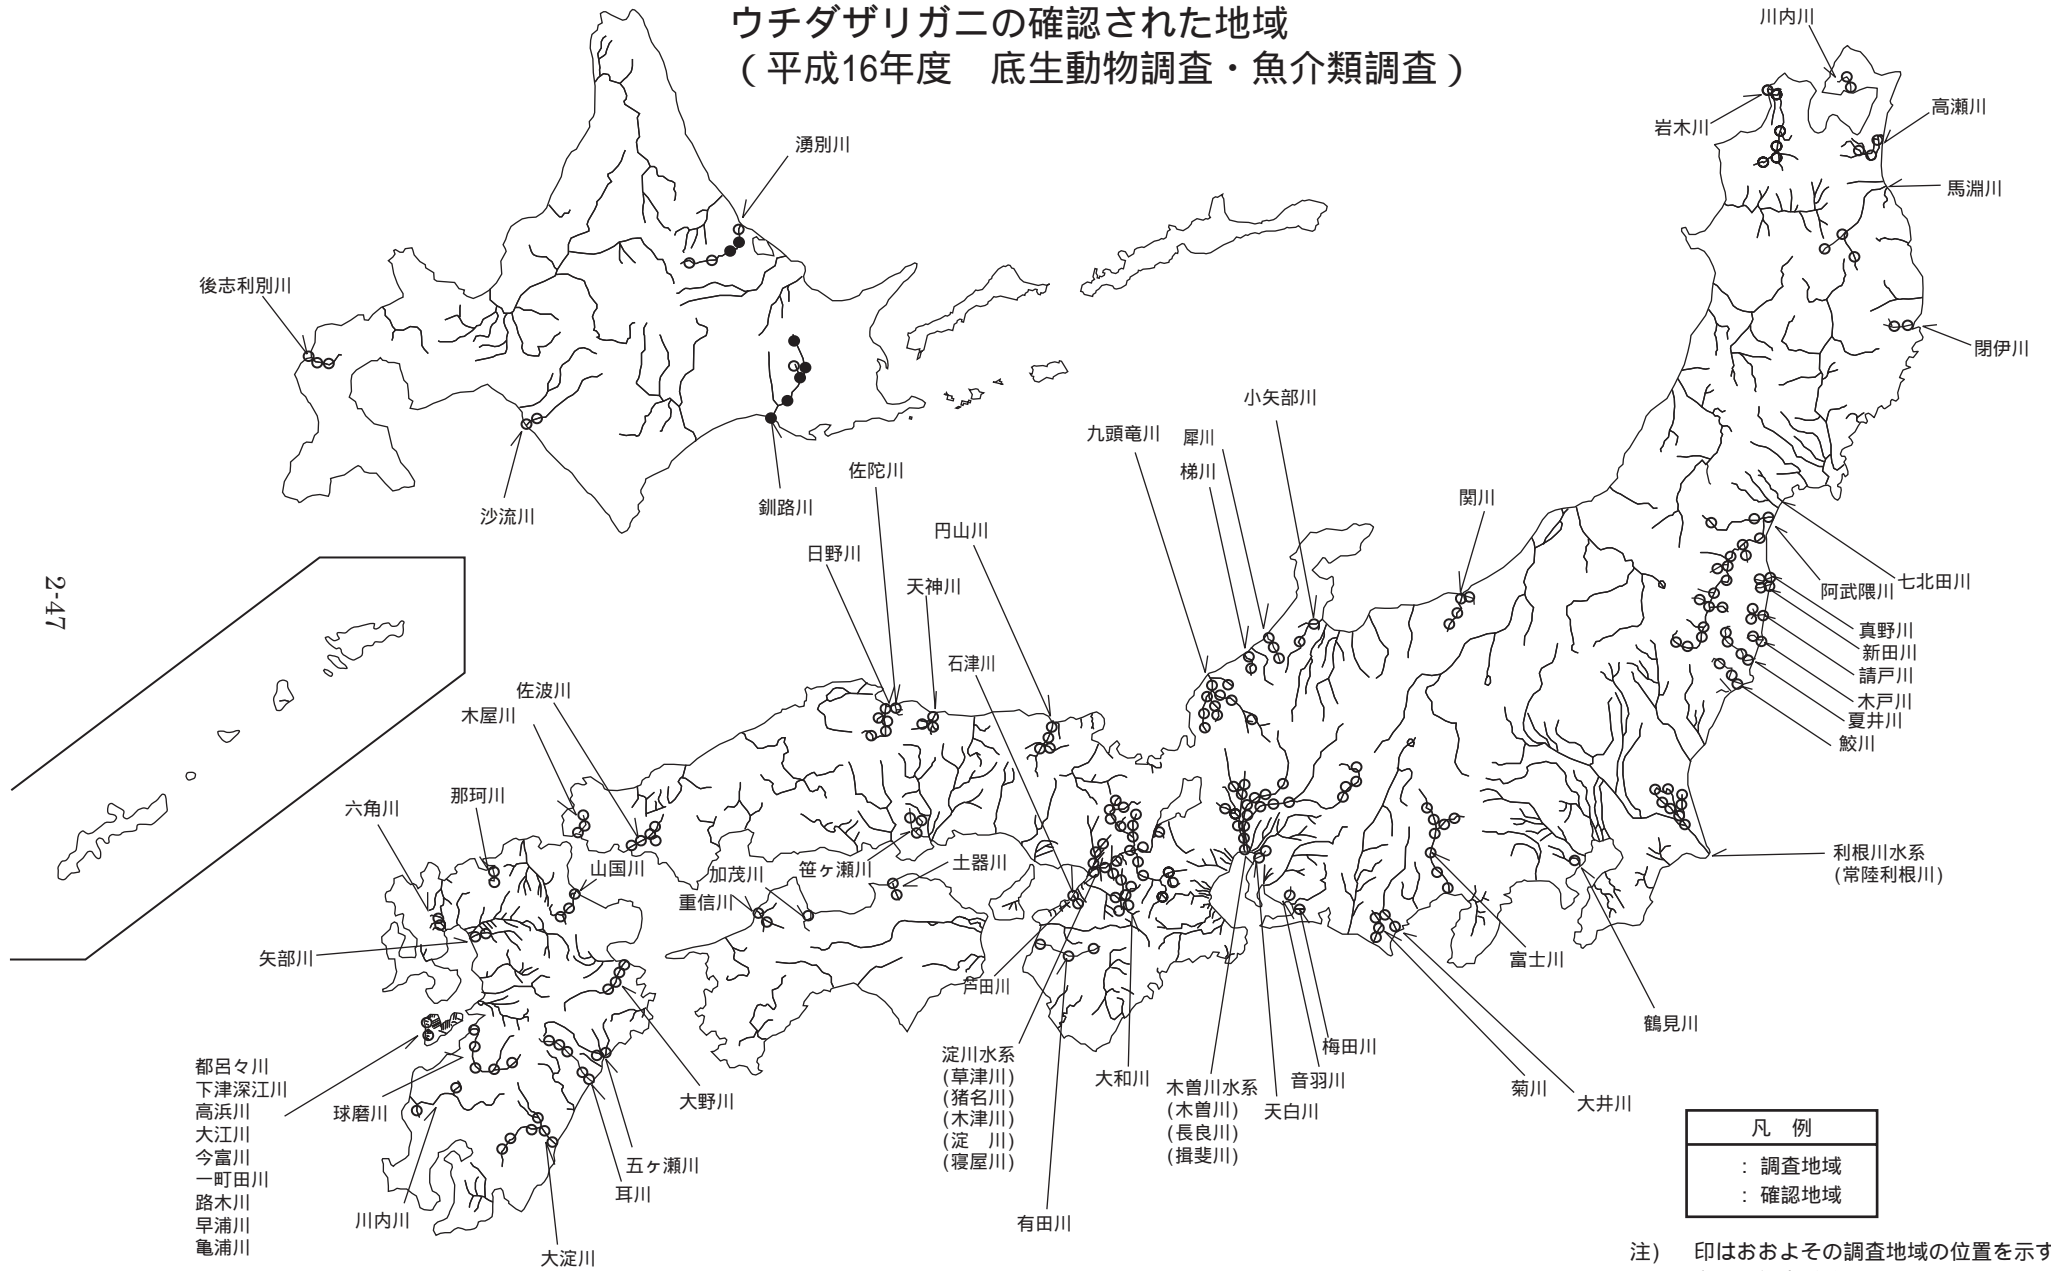 ウチダザリガニの確認された地域
（平成16年度　底生動物調査・魚介類調査）
川内川
高瀬川
岩木川
湧別川
馬淵川
後志利別川
閉伊川
小矢部川
九頭竜川
犀川
佐陀川
梯川
関川
釧路川
沙流川
円山川
日野川
2-47
天神川
七北田川
阿武隈川
真野川
新田川
石津川
請戸川
佐波川
木戸川
木屋川
夏井川
鮫川
那珂川
六角川
利根川水系
(常陸利根川)
山国川
加茂川
笹ヶ瀬川
土器川
重信川
矢部川
富士川
芦田川
鶴見川
梅田川
淀川水系
(草津川)
(猪名川)
(木津川)
(淀　川)
(寝屋川)
都呂々川
下津深江川
高浜川
大江川
今富川
一町田川
路木川
早浦川
亀浦川
大和川
音羽川
木曽川水系
(木曽川)
(長良川)
(揖斐川)
天白川
菊川
大井川
球磨川
大野川
五ヶ瀬川
耳川
川内川
有田川
大淀川
凡　例
：調査地域
：確認地域
注)　印はおおよその調査地域の位置を示す